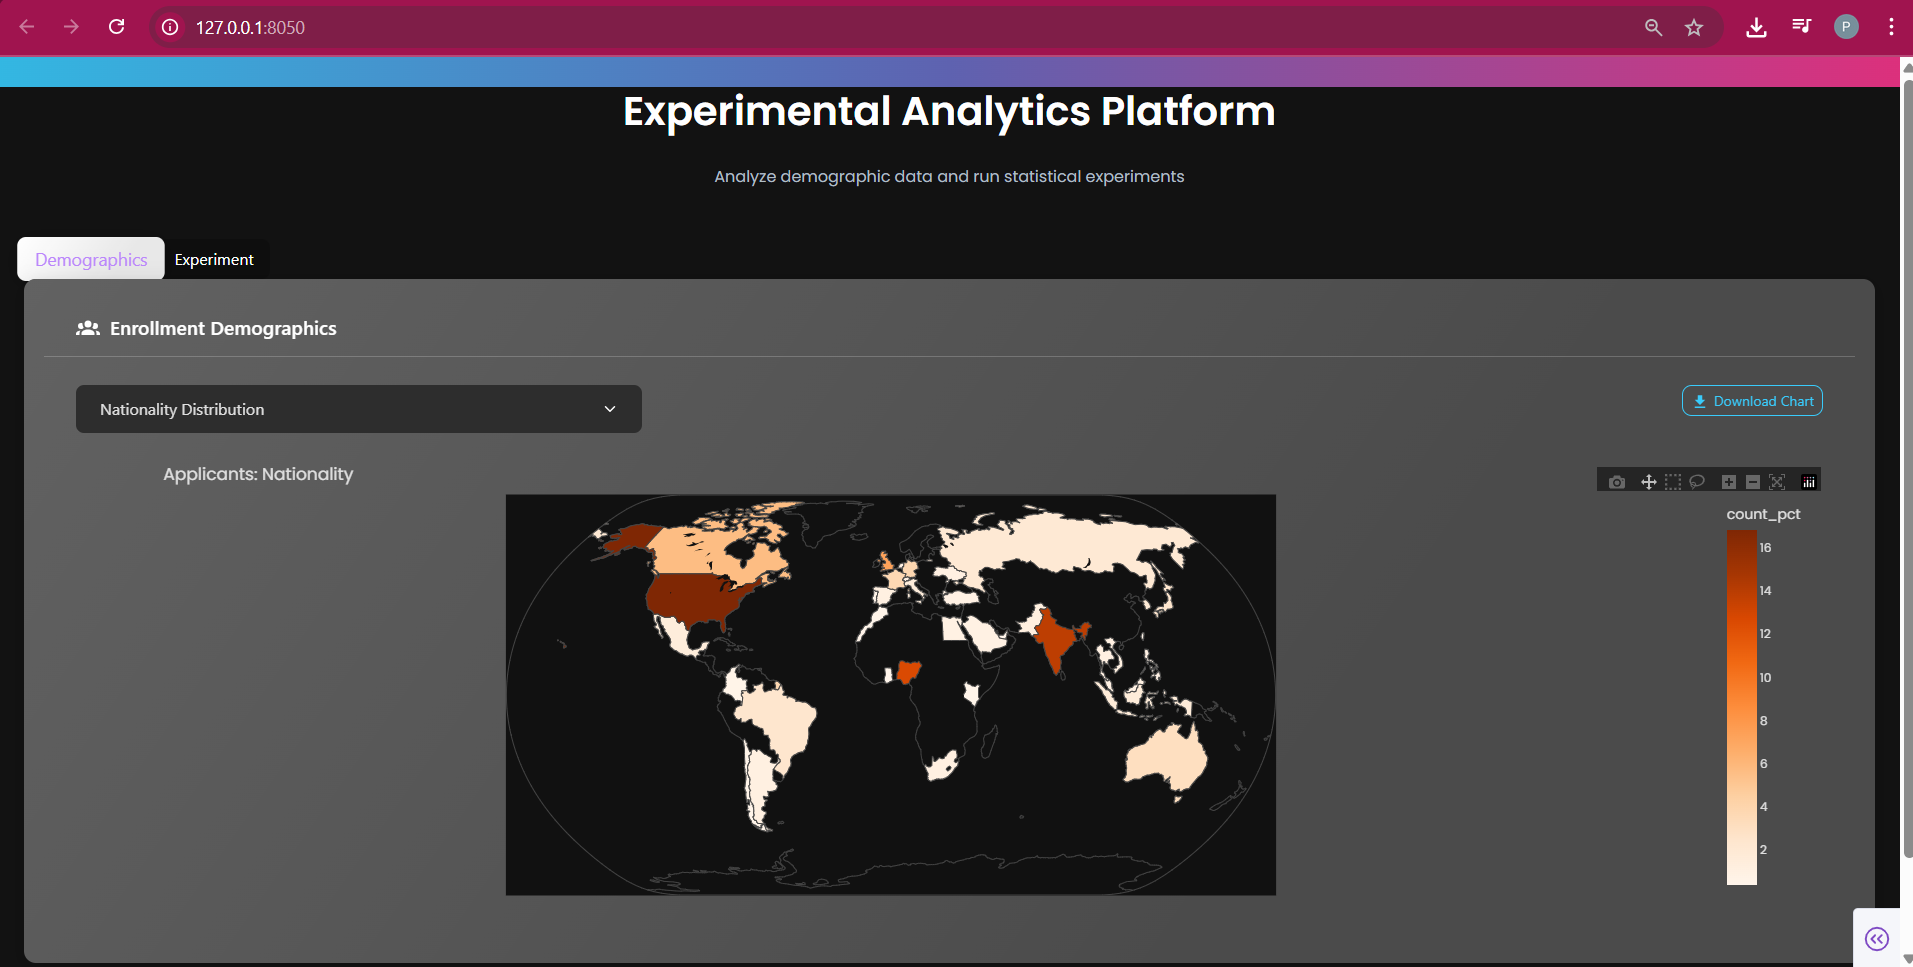 127.0.0.1:8050
P
Experimental Analytics Platform
Analyze demographic data and run statistical experiments
Demographics
Experiment
Enrollment Demographics
Nationality Distribution
Download Chart
Applicants: Nationality
count_pct
16
14
12
10
8
6
4
2